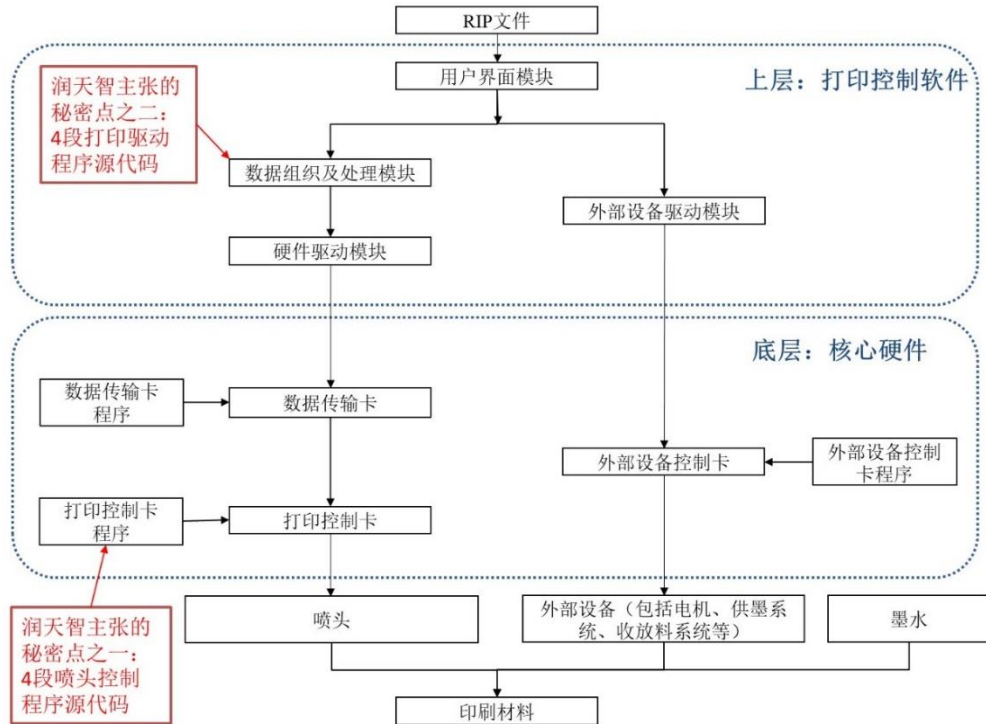 RIP文件
用户界面模块
上层：打印控制软件
润天智主张的
秘密点之二：
4段打印驱动
程序源代码
数据组织及处理模块
外部设备驱动模块
硬件驱动模块
底层：核心硬件
数据传输卡
程序
数据传输卡
外部设备控制卡
外部设备控制
卡程序
打印控制卡
程序
打印控制卡
润天智主张的
秘密点之一：
4段喷头控制
程序源代码
喷头
外部设备（包括电机、供墨系
统、收放料系统等）
墨水
印刷材料